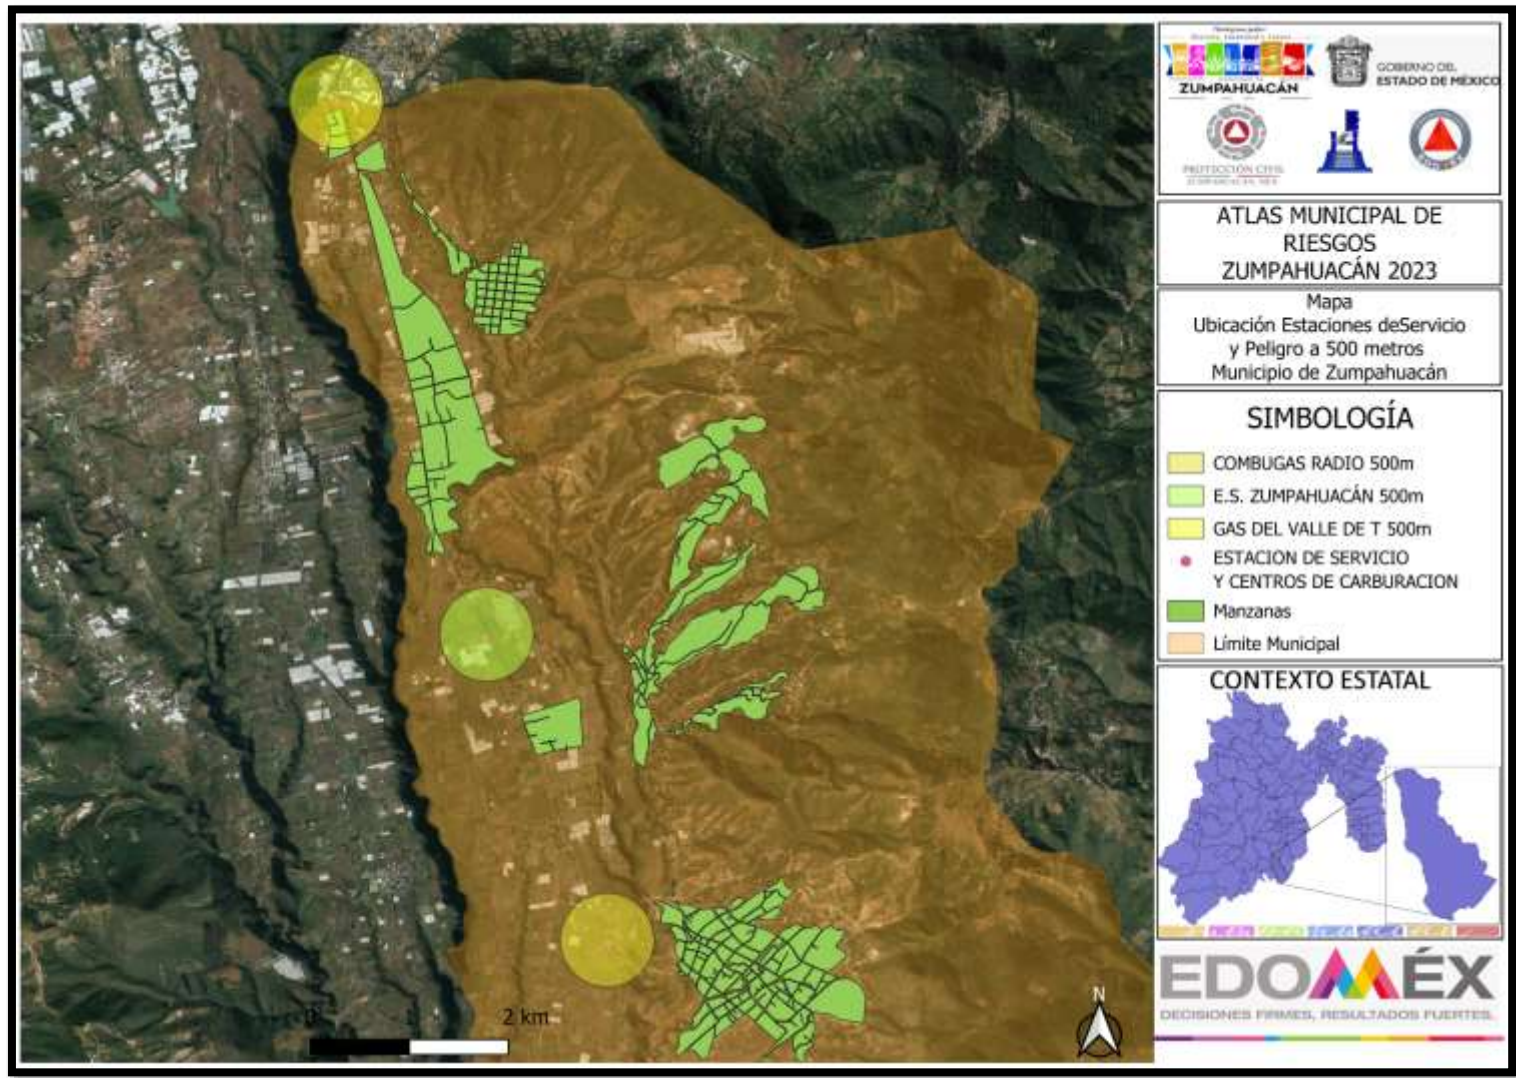 ZUMPAHUACÁN
GOBIERNO DEL
ESTADO DE MÉXICO
PROTECCIÓN CIVIL
ATLAS MUNICIPAL DE
RIESGOS
ZUMPAHUACÁN 2023
Mapa
Ubicación Estaciones deServicio
y Peligro a 500 metros
Municipio de Zumpahuacán
SIMBOLOGÍA
COMBUGAS RADIO 500m
E.S. ZUMPAHUACÁN 500m
GAS DEL VALLE DE T 500m
ESTACION DE SERVICIO
Y CENTROS DE CARBURACION
Manzanas
Límite Municipal
CONTEXTO ESTATAL
EDOMÉX
DECISIONES FIRMES, RESULTADOS FUERTES.
N
0 1 2 km